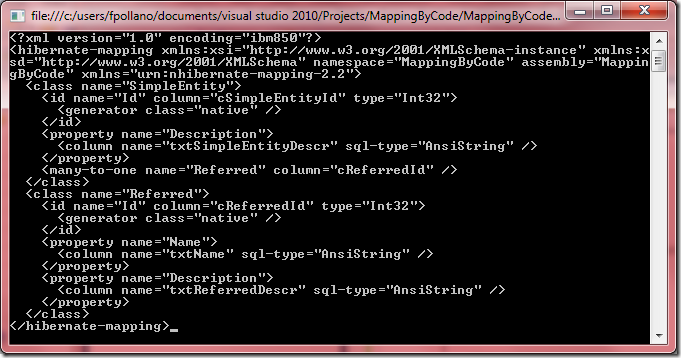 file:///c:/users/fpollano/documents/visual studio 2010/Projects/MappingByCode/MappingByCode...
<?xml version="1.0" encoding="ibm850"?>
<hibernate-mapping xmlns:xsi="http://www.w3.org/2001/XMLSchema-instance" xmlns:x
sd="http://www.w3.org/2001/XMLSchema" namespace="MappingByCode" assembly="Mappin
gByCode" xmlns="urn:nhibernate-mapping-2.2">
  <class name="SimpleEntity">
    <id name="Id" column="cSimpleEntityId" type="Int32">
      <generator class="native" />
    </id>
    <property name="Description">
      <column name="txtSimpleEntityDescr" sql-type="AnsiString" />
    </property>
    <many-to-one name="Referred" column="cReferredId" />
  </class>
  <class name="Referred">
    <id name="Id" column="cReferredId" type="Int32">
      <generator class="native" />
    </id>
    <property name="Name">
      <column name="txtName" sql-type="AnsiString" />
    </property>
    <property name="Description">
      <column name="txtReferredDescr" sql-type="AnsiString" />
    </property>
  </class>
</hibernate-mapping>_